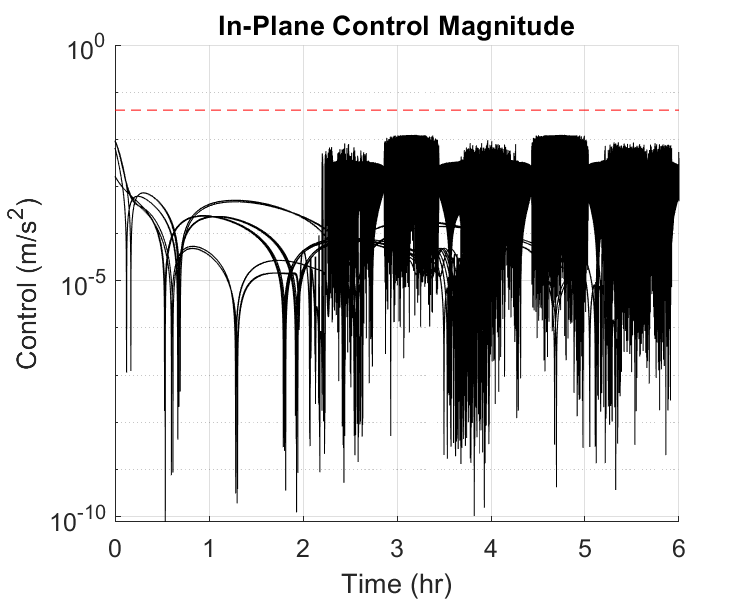 In-Plane Control Magnitude
10^0
10^-5
10^-10
Control (m/s^2)
0 1 2 3 4 5 6
Time (hr)